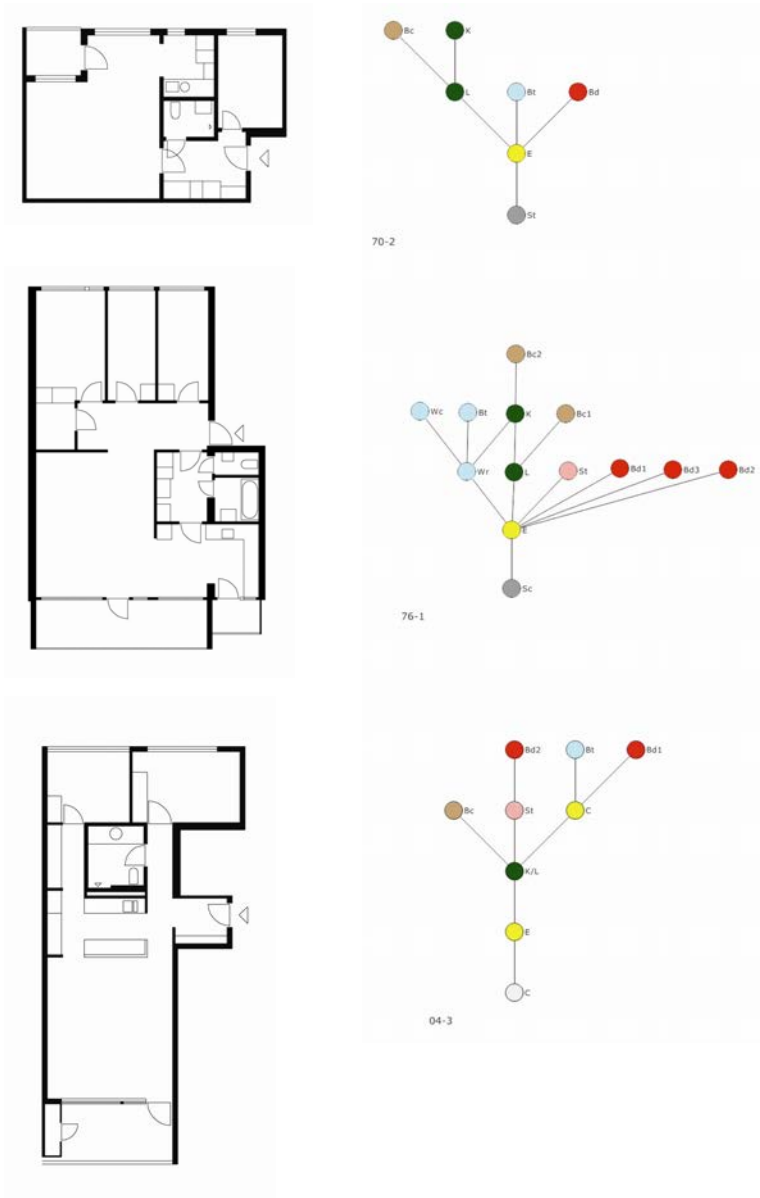 Bc K
L Bt Bd
E
St
70-2
Bc2
Wc Bt K Bc1
Wr L St Bd1 Bd3 Bd2
E
Sc
76-1
Bd2 Bt Bd1
Bc St C
K/L
E
C
04-3